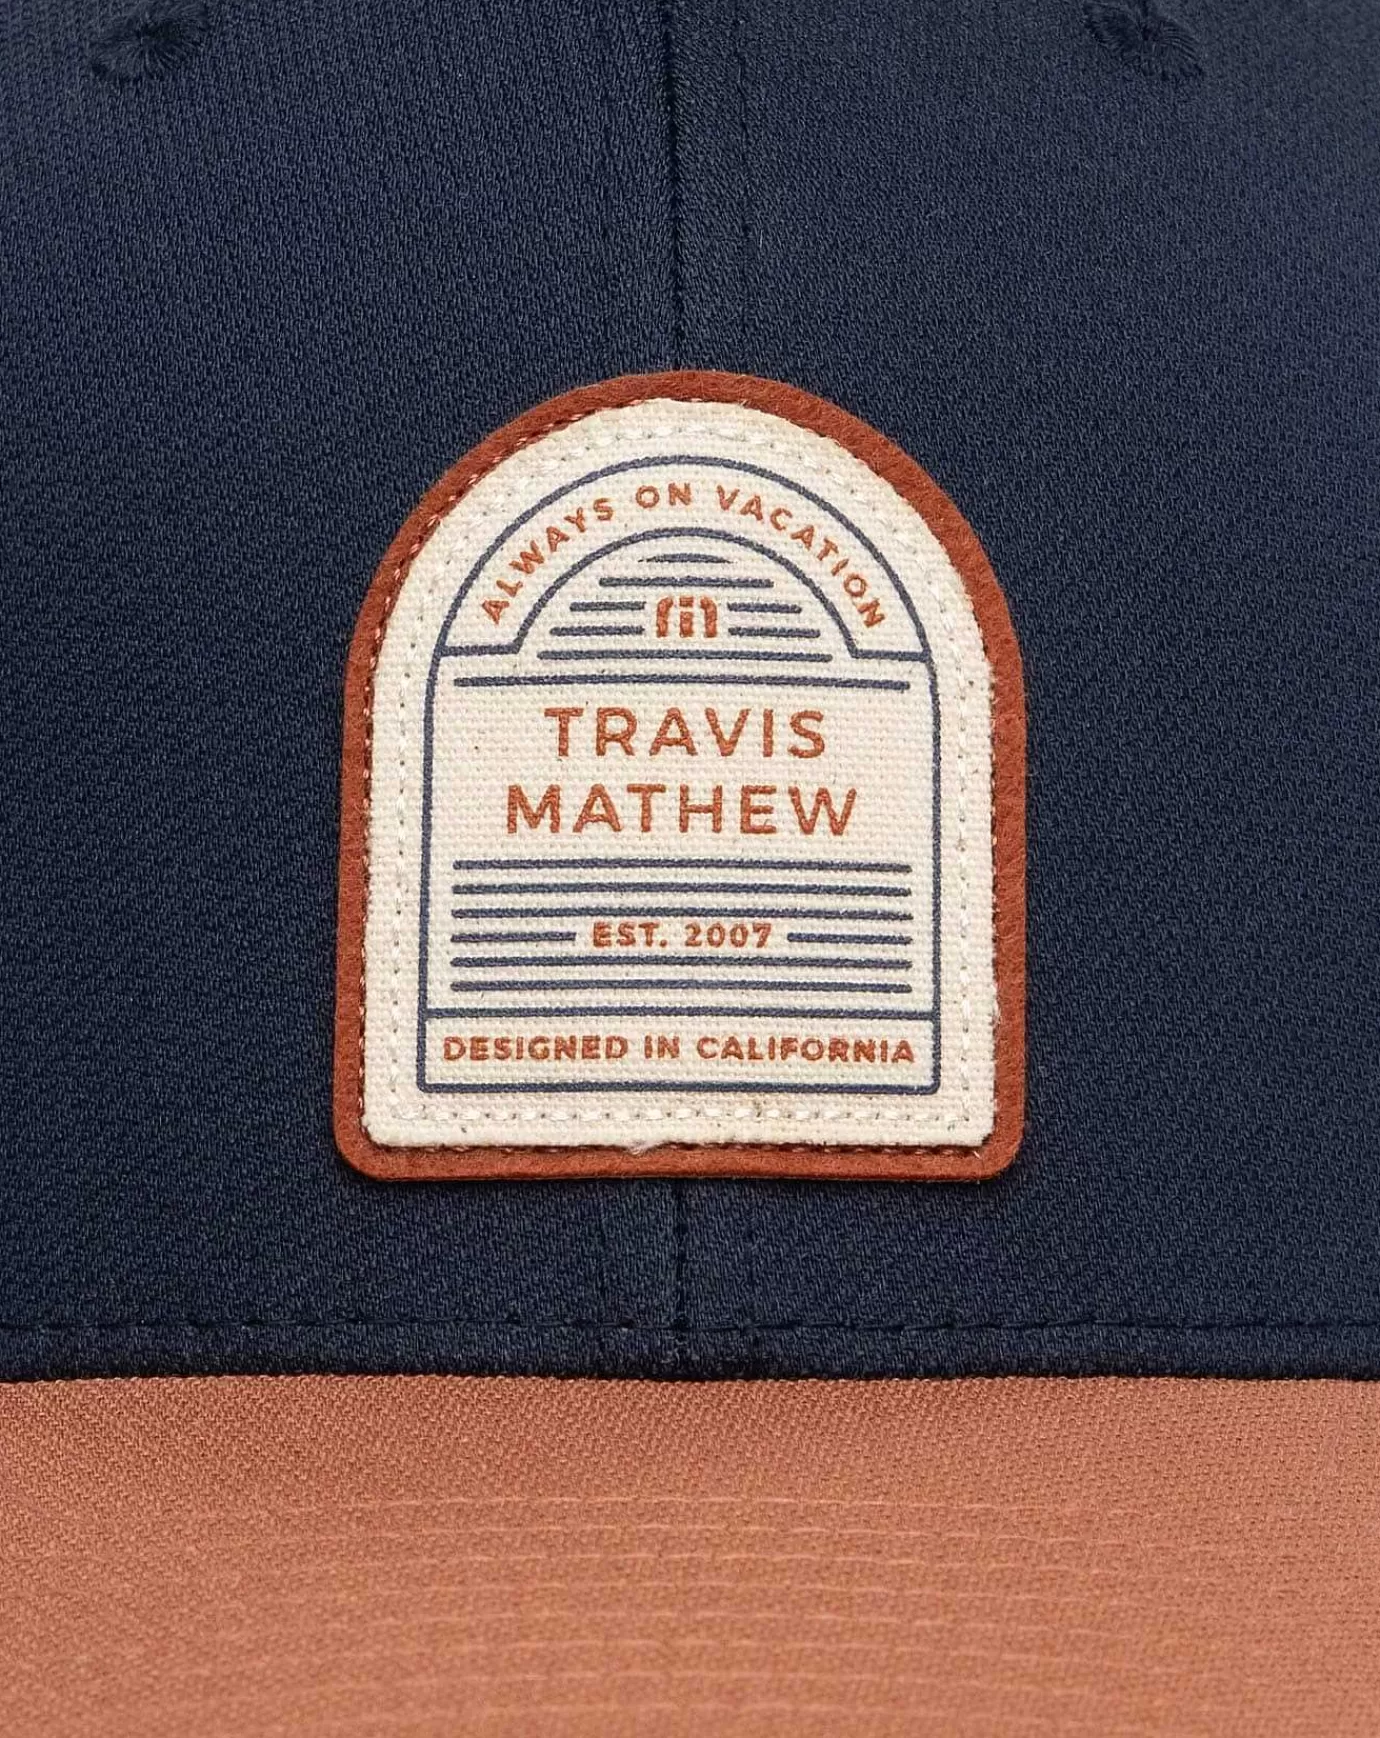 ALWAYS ON VACATION
TRAVIS
MATHEW
EST. 2007
DESIGNED IN CALIFORNIA